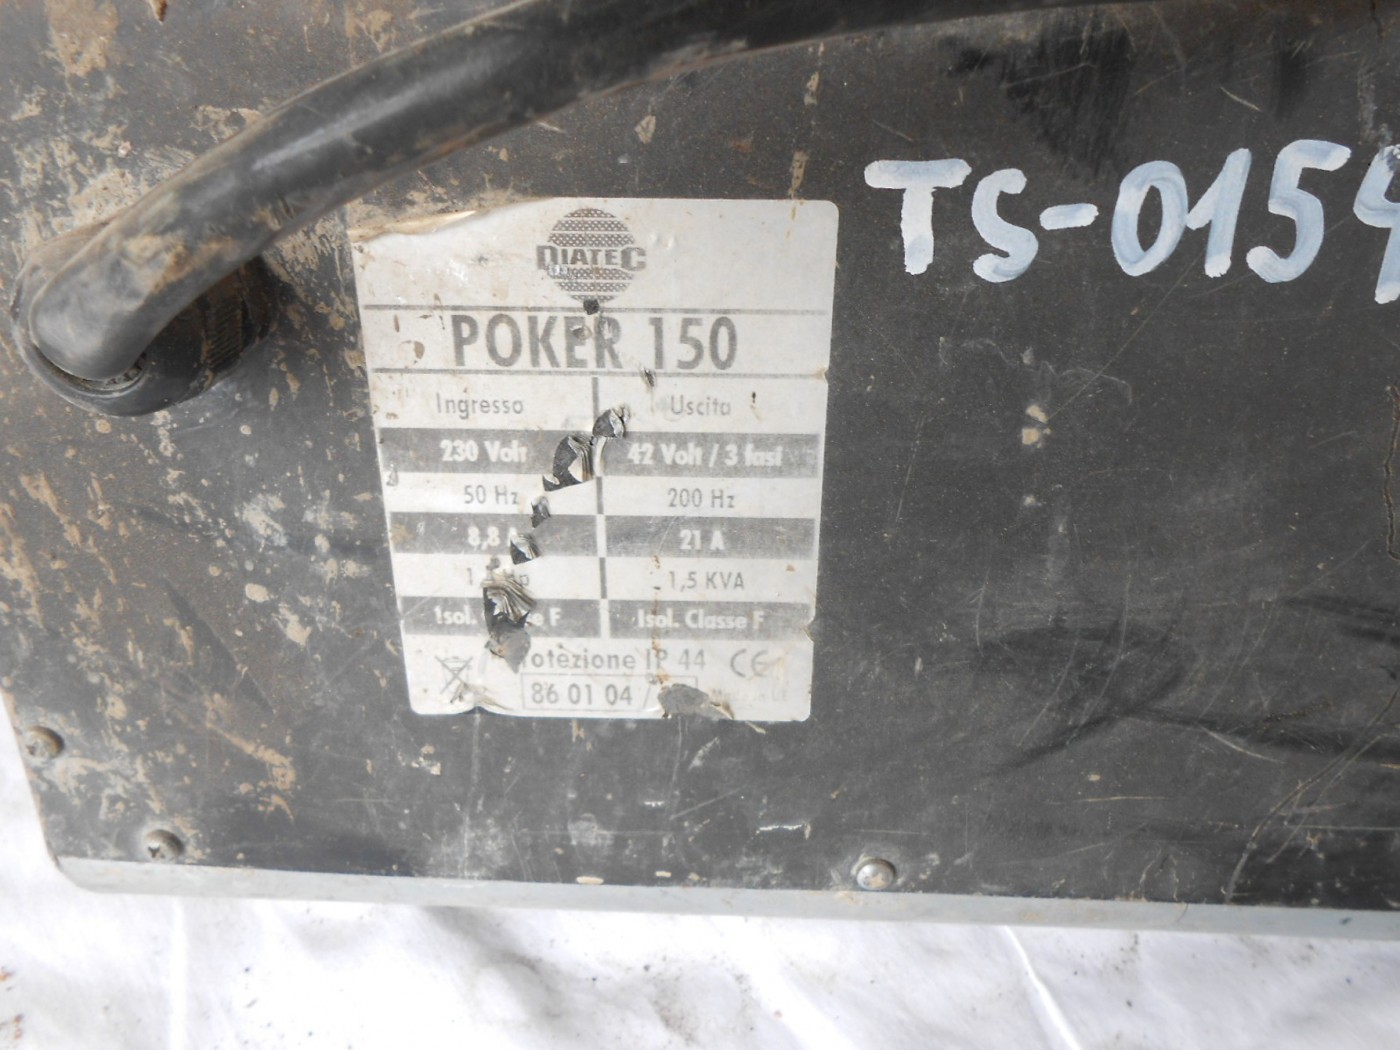 DIATEC
POKER 150
Ingresso Uscita
230 Volt 42 Volt / 3 fasi
50 Hz 200 Hz
8,8 21 A
1,5 KVA
Isol. F Isol. Classe F
IP 44 CE
86 01 04 /
TS-0154